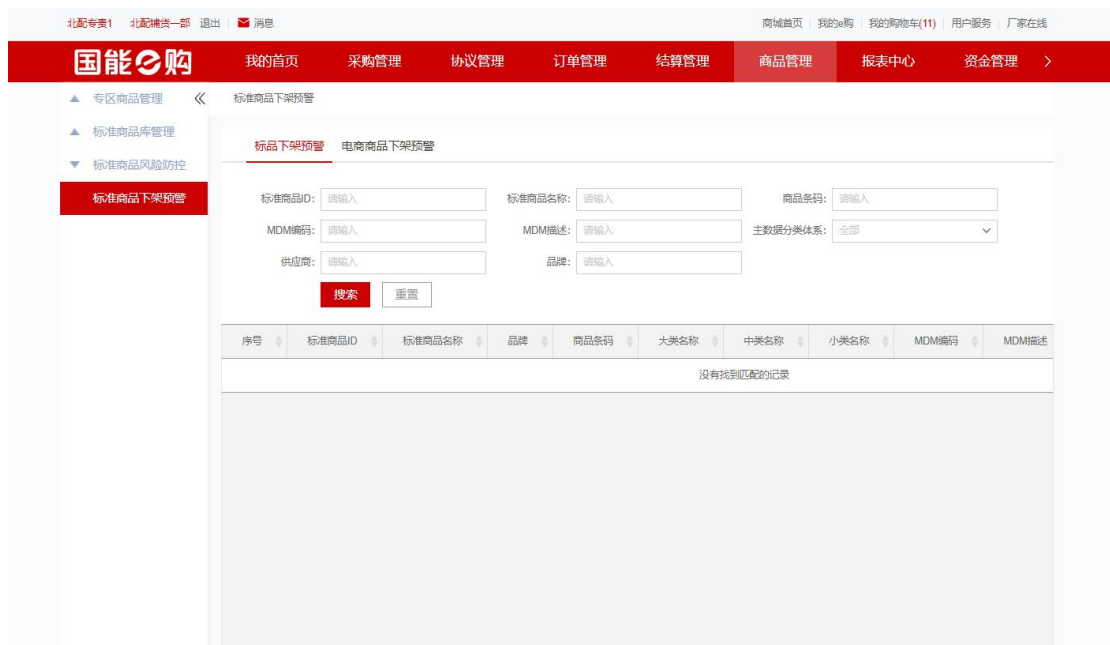 北配专责1 北配辅货一部 退出 消息 商城首页 我的e购 我的购物车(11) 用户服务 厂家在线
国能e购 我的首页 采购管理 协议管理 订单管理 结算管理 商品管理 报表中心 资金管理
专区商品管理 标准商品下架预警
标准商品库管理
标品下架预警 电商商品下架预警
标准商品风险防控
标准商品下架预警
标准商品ID: 请输入 标准商品名称: 请输入 商品条码: 请输入
MDM编码: 请输入 MDM描述: 请输入 主数据分类体系: 全部
供应商: 请输入 品牌: 请输入
搜索 重置
序号 标准商品ID 标准商品名称 品牌 商品条码 大类名称 中类名称 小类名称 MDM编码 MDM描述
没有找到匹配的记录